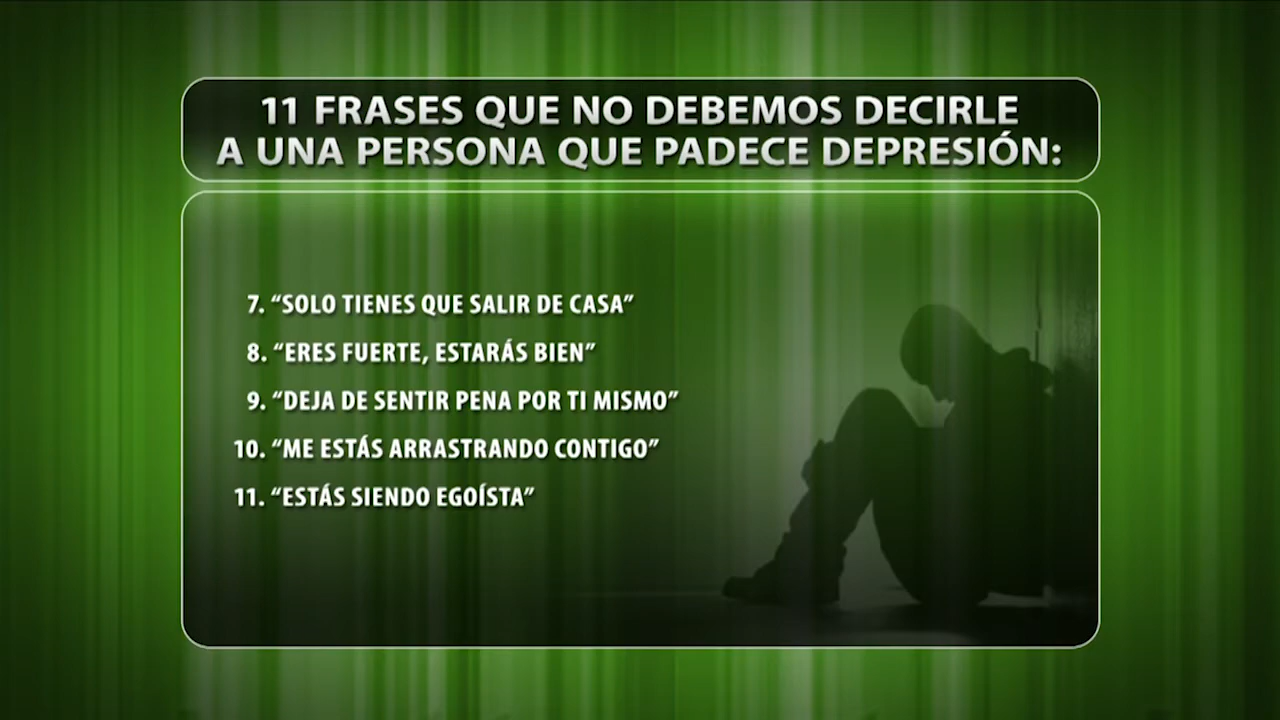 11 FRASES QUE NO DEBEMOS DECIRLE
A UNA PERSONA QUE PADECE DEPRESIÓN:
7. “SOLO TIENES QUE SALIR DE CASA”
8. “ERES FUERTE, ESTARÁS BIEN”
9. “DEJA DE SENTIR PENA POR TI MISMO”
10. “ME ESTÁS ARRASTRANDO CONTIGO”
11. “ESTÁS SIENDO EGOÍSTA”